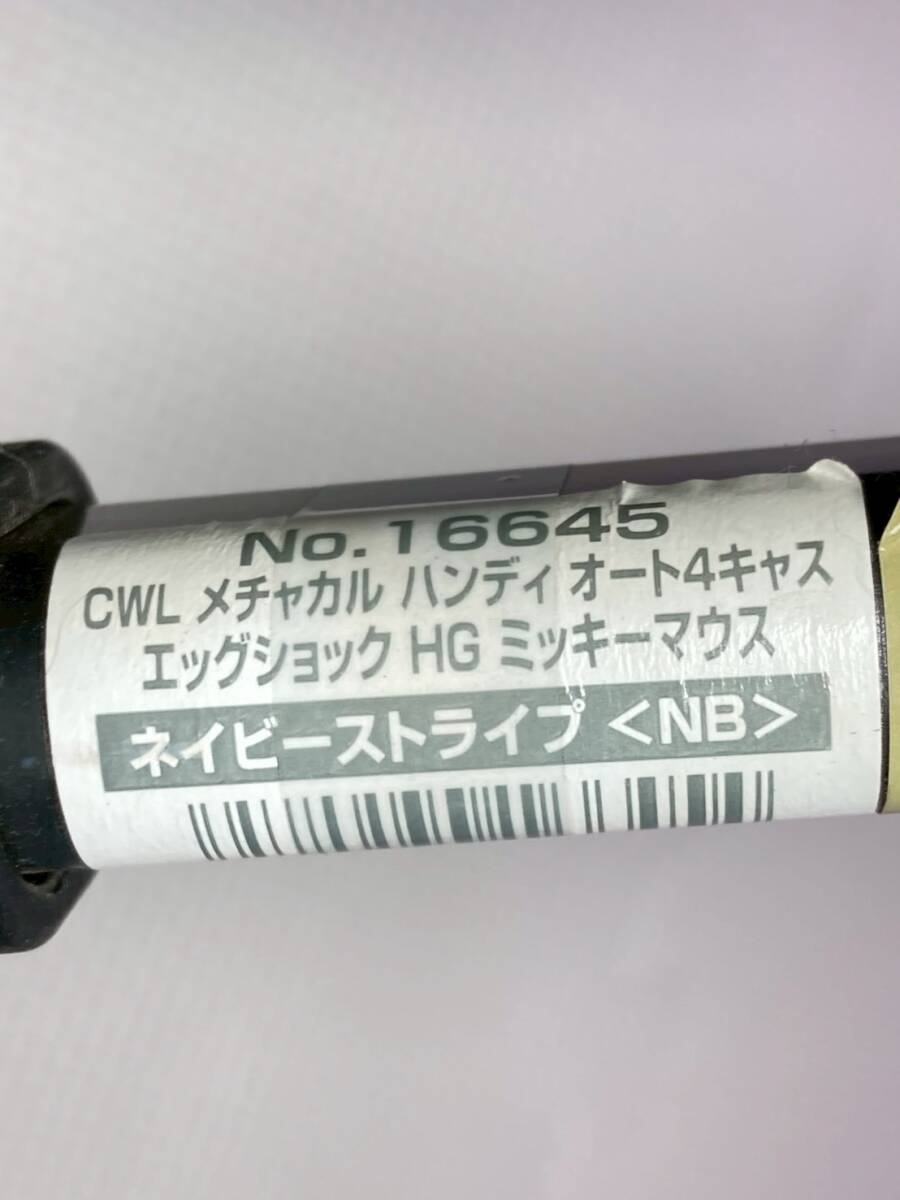 No.16645
CWL メチャカル ハンディ オート4キャス
エッグショック HG ミッキーマウス
ネイビーストライプ <NB>